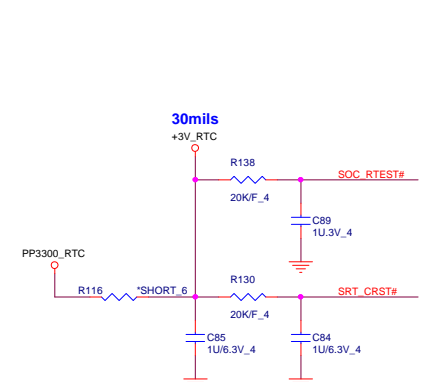 30mils
+3V_RTC
R138
SOC_RTEST#
20K/F_4
C89
1U.3V_4
PP3300_RTC
R116
*SHORT_6
R130
SRT_CRST#
20K/F_4
C85
1U/6.3V_4
C84
1U/6.3V_4